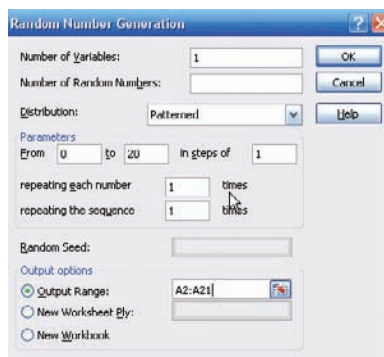 Random Number Generation
Number of Variables: 1 OK
Number of Random Numbers: Cancel
Distribution: Patterned Help
Parameters
From 0 to 20 in steps of 1
repeating each number 1 times
repeating the sequence 1 times
Random Seed:
Output options
Output Range: A2:A21
New Worksheet Ply:
New Workbook